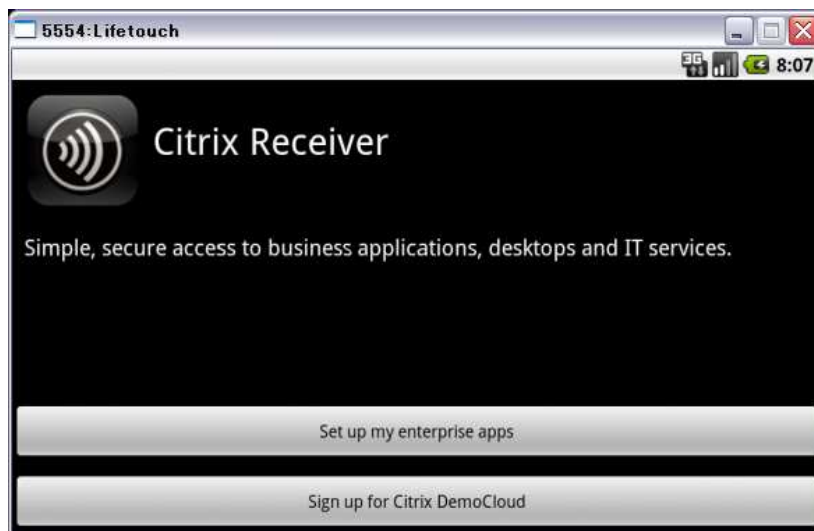 5554:Lifetouch
3G
8:07
Citrix Receiver
Simple, secure access to business applications, desktops and IT services.
Set up my enterprise apps
Sign up for Citrix DemoCloud